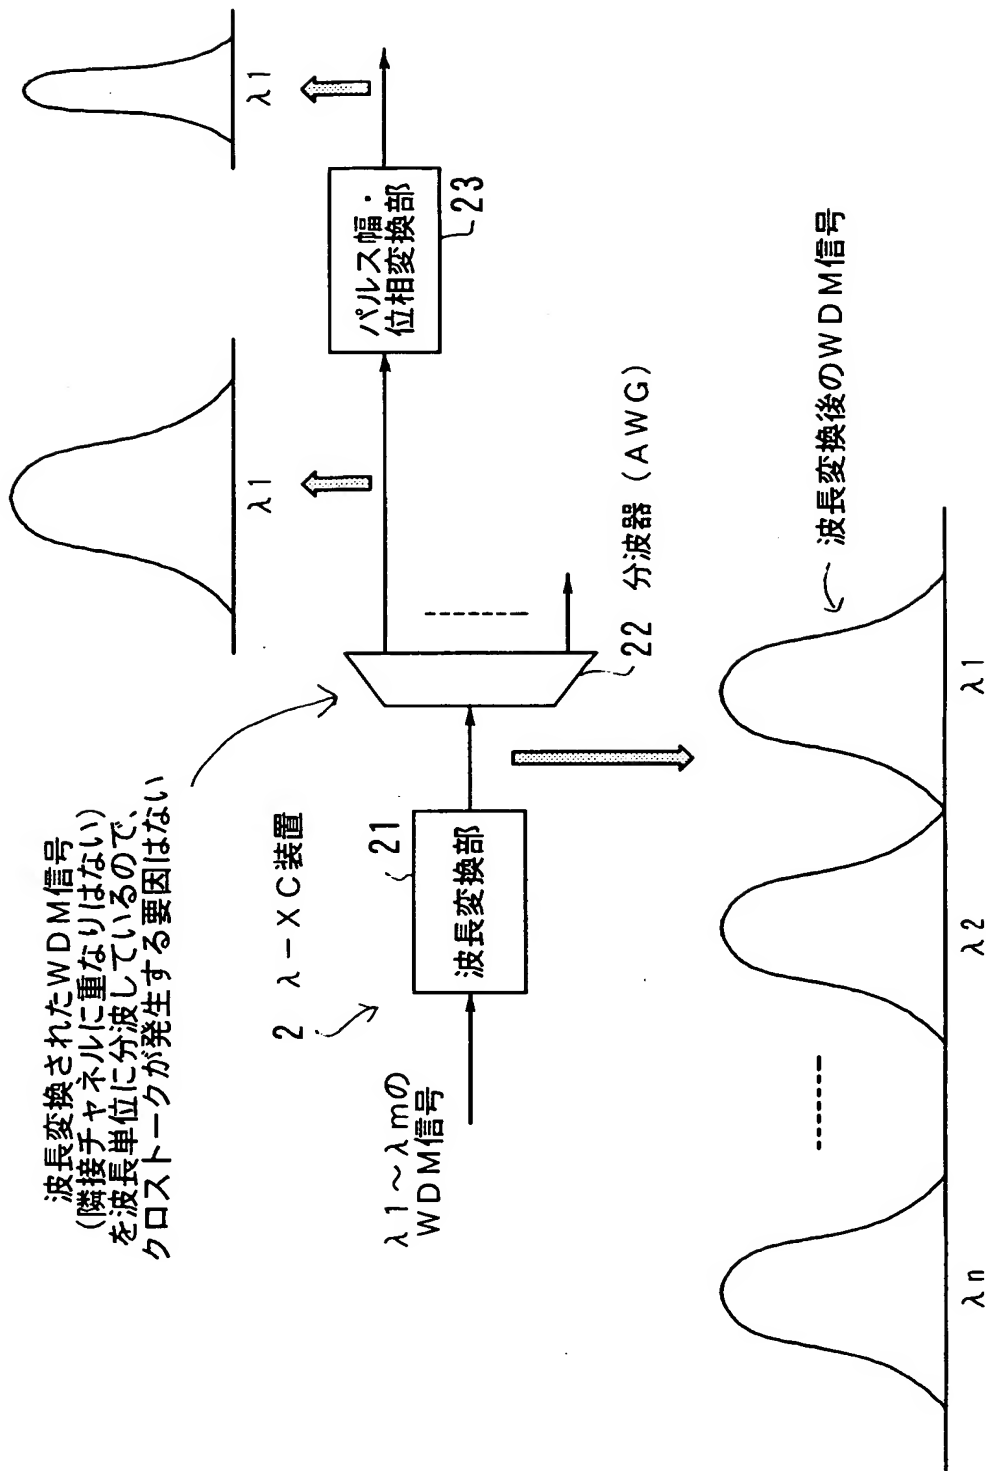 波長変換されたWDM信号
(隣接チャネルに重なりはない)
を波長単位に分波しているので、
クロストークが発生する要因はない
2 λ-XC装置
λ1~λmの
WDM信号
21
波長変換部
22 分波器(AWG)
λ1
パルス幅・
位相変換部
23
λ1
波長変換後のWDM信号
λn
λ2
λ1